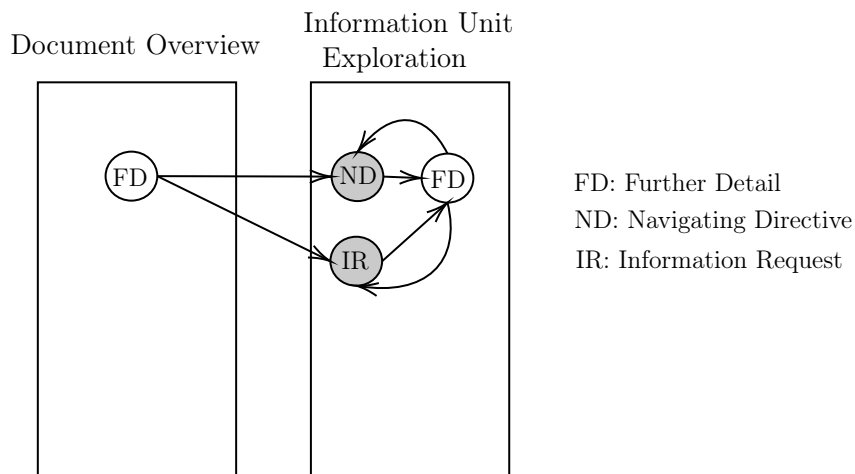 Document Overview
Information Unit
Exploration
FD
ND
FD
IR
FD: Further Detail
ND: Navigating Directive
IR: Information Request